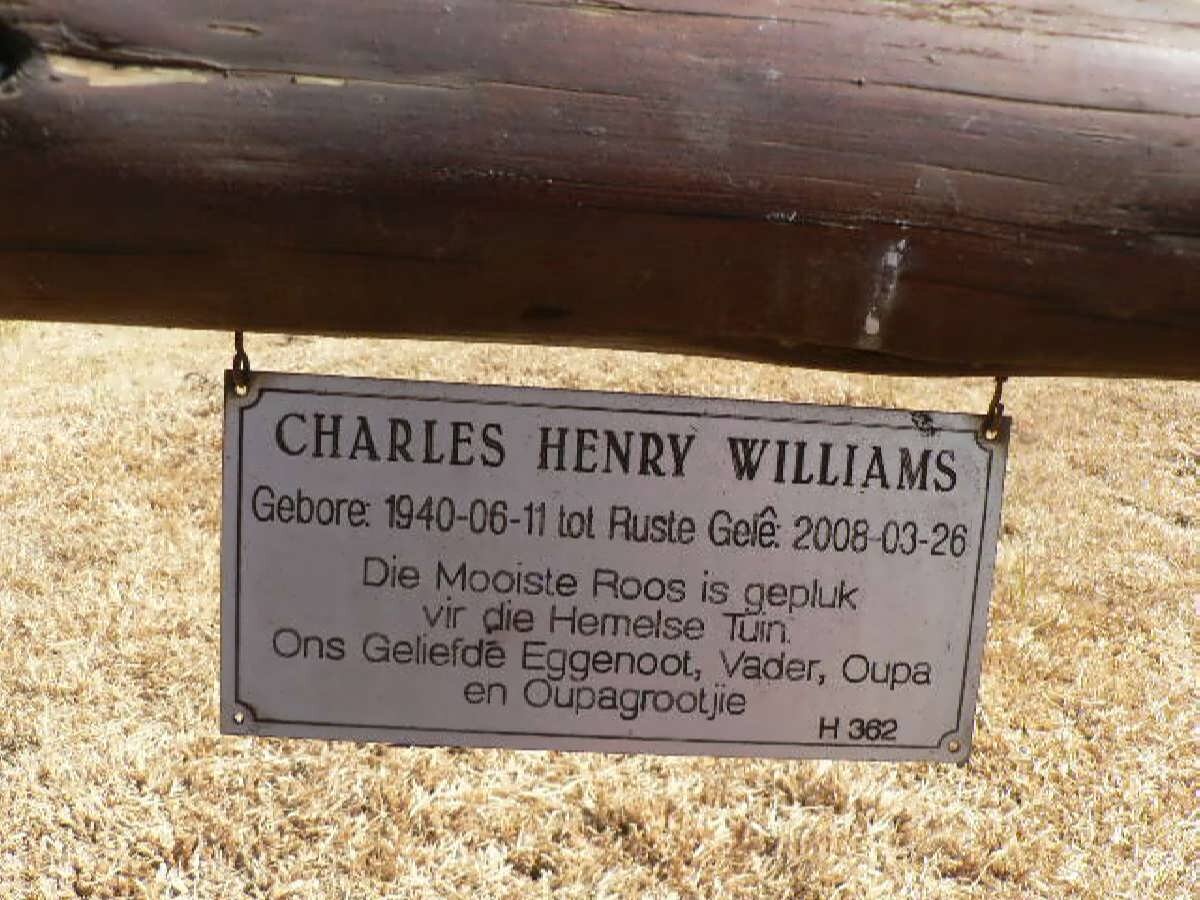 CHARLES HENRY WILLIAMS
Gebore: 1940-06-11 tot Ruste Gelê: 2008-03-26
Die Mooiste Roos is gepluk
vir die Hemelse Tuin.
Ons Geliefde Eggenoot, Vader, Oupa
en Oupagrootjie
H 362